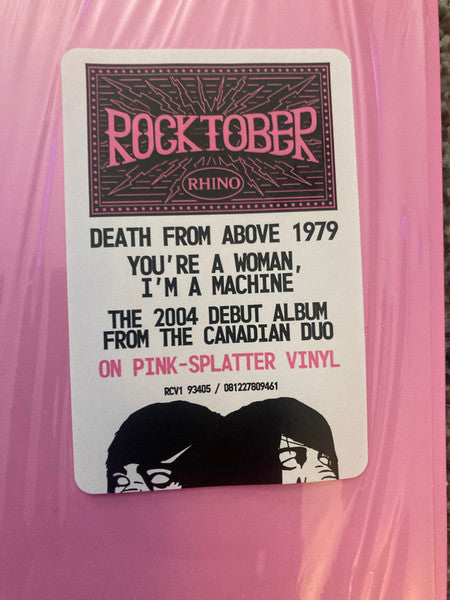 ROCKTOBER
RHINO
DEATH FROM ABOVE 1979
YOU'RE A WOMAN,
I'M A MACHINE
THE 2004 DEBUT ALBUM
FROM THE CANADIAN DUO
ON PINK-SPLATTER VINYL
RCV1 93405 / 081227809461